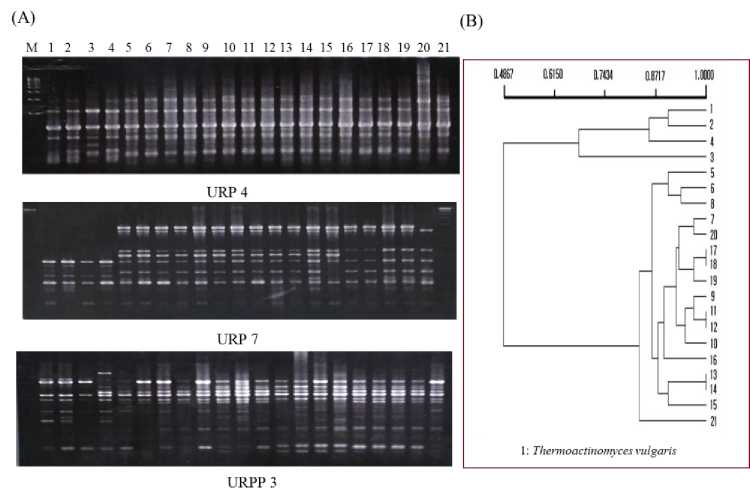 (A)
M 1 2 3 4 5 6 7 8 9 10 11 12 13 14 15 16 17 18 19 20 21
URP 4
URP 7
URPP 3
(B)
0.4867 0.6150 0.7434 0.8717 1.0000
1
2
4
3
5
6
8
7
20
17
18
19
9
11
12
10
16
13
14
15
21
1: Thermoactinomyces vulgaris